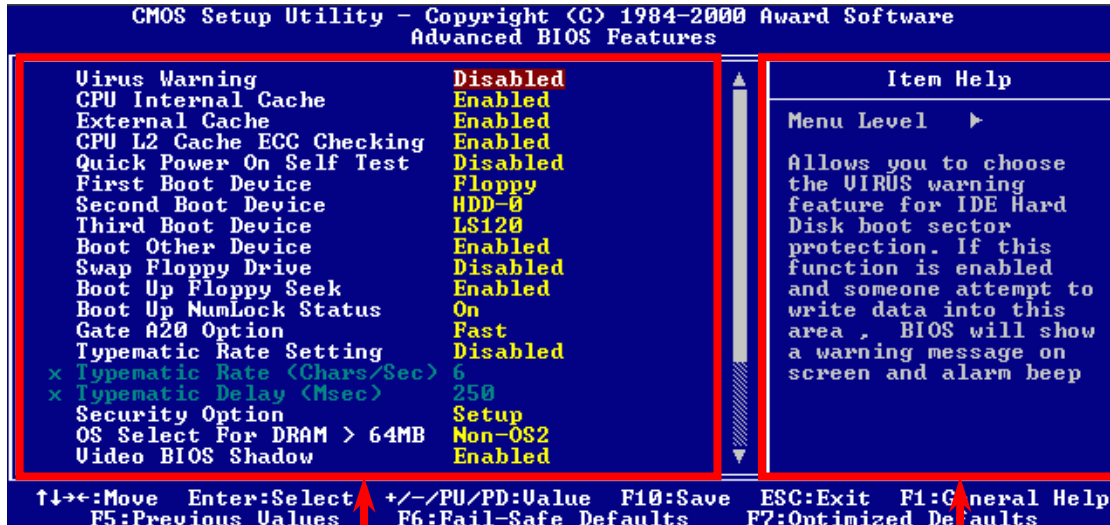 CMOS Setup Utility – Copyright (C) 1984–2000 Award Software
Advanced BIOS Features
Virus Warning Disabled
CPU Internal Cache Enabled
External Cache Enabled
CPU L2 Cache ECC Checking Enabled
Quick Power On Self Test Disabled
First Boot Device Floppy
Second Boot Device HDD-0
Third Boot Device LS120
Boot Other Device Enabled
Swap Floppy Drive Disabled
Boot Up Floppy Seek Enabled
Boot Up NumLock Status On
Gate A20 Option Fast
Typematic Rate Setting Disabled
x Typematic Rate (Chars/Sec) 6
x Typematic Delay (Msec) 250
Security Option Setup
OS Select For DRAM > 64MB Non-OS2
Video BIOS Shadow Enabled
Item Help
Menu Level ▶
Allows you to choose
the VIRUS warning
feature for IDE Hard
Disk boot sector
protection. If this
function is enabled
and someone attempt to
write data into this
area , BIOS will show
a warning message on
screen and alarm beep
↑↓→←:Move Enter:Select +/-/PU/PD:Value F10:Save ESC:Exit F1:General Help
F5:Previous Values F6:Fail-Safe Defaults F7:Optimized Defaults